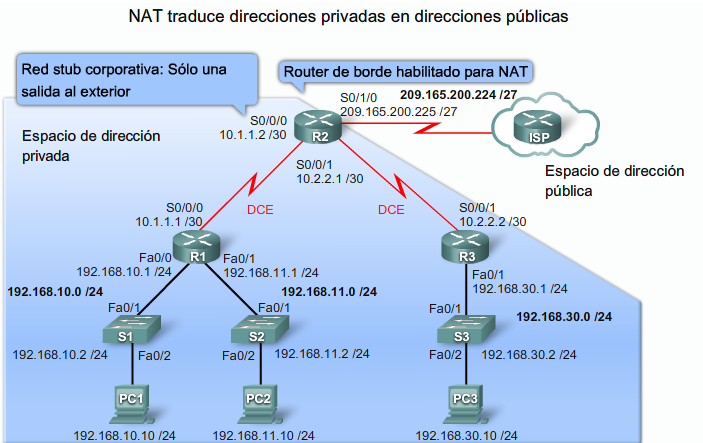 NAT traduce direcciones privadas en direcciones públicas
Red stub corporativa: Sólo una
salida al exterior
Router de borde habilitado para NAT
S0/1/0
209.165.200.224 /27
209.165.200.225 /27
S0/0/0
10.1.1.2 /30
R2
ISP
Espacio de dirección
privada
Espacio de dirección
pública
S0/0/1
10.2.2.1 /30
DCE
DCE
S0/0/0
10.1.1.1 /30
S0/0/1
10.2.2.2 /30
R1
R3
Fa0/0
192.168.10.1 /24
Fa0/1
192.168.11.1 /24
Fa0/1
192.168.30.1 /24
192.168.10.0 /24
192.168.11.0 /24
192.168.30.0 /24
Fa0/1
Fa0/1
Fa0/1
S1
S2
S3
192.168.10.2 /24
Fa0/2
Fa0/2
192.168.11.2 /24
Fa0/2
192.168.30.2 /24
PC1
PC2
PC3
192.168.10.10 /24
192.168.11.10 /24
192.168.30.10 /24